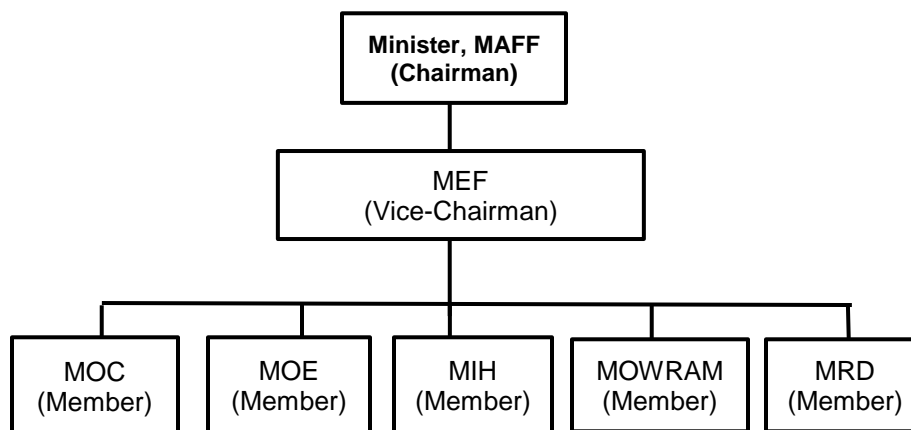 Minister, MAFF
(Chairman)
MEF
(Vice-Chairman)
MOC
(Member)
MOE
(Member)
MIH
(Member)
MOWRAM
(Member)
MRD
(Member)